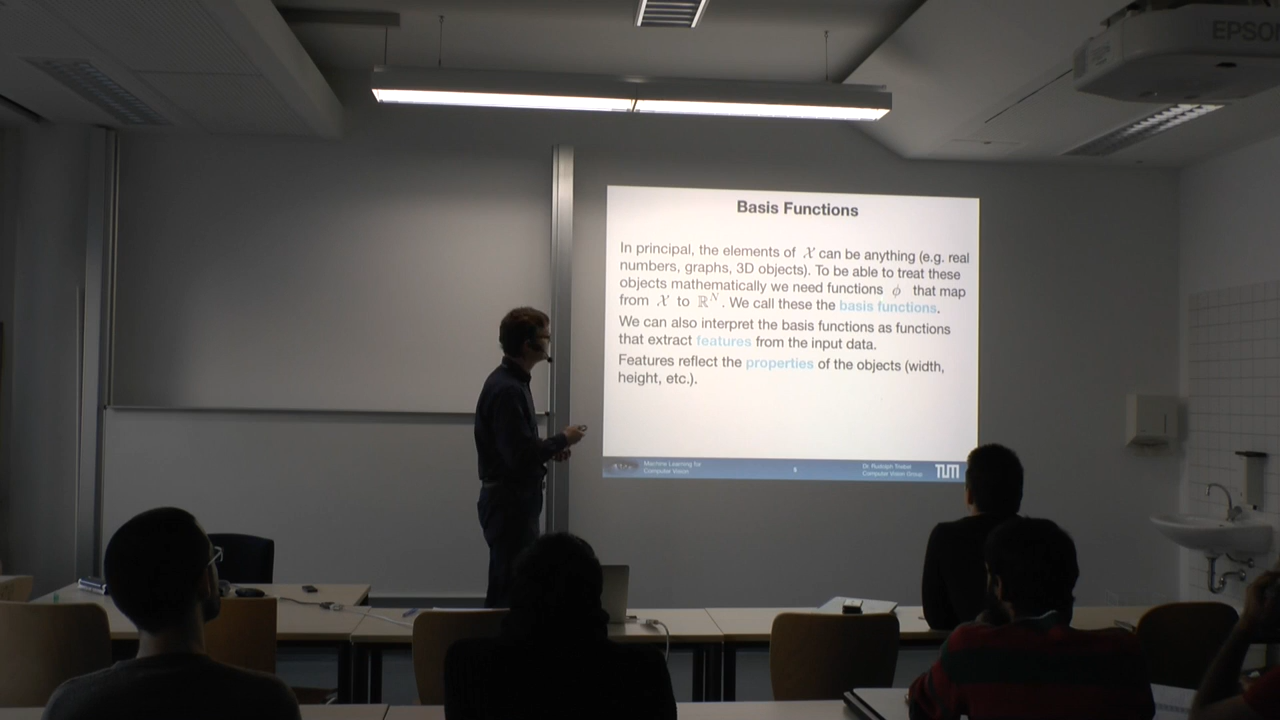 EPSON
Basis Functions
In principal, the elements of 𝒳 can be anything (e.g. real
numbers, graphs, 3D objects). To be able to treat these
objects mathematically we need functions ϕ that map
from 𝒳 to ℝᴺ. We call these the basis functions.
We can also interpret the basis functions as functions
that extract features from the input data.
Features reflect the properties of the objects (width,
height, etc.).
Machine Learning for
Computer Vision
Dr. Rudolph Triebel
Computer Vision Group
TUM